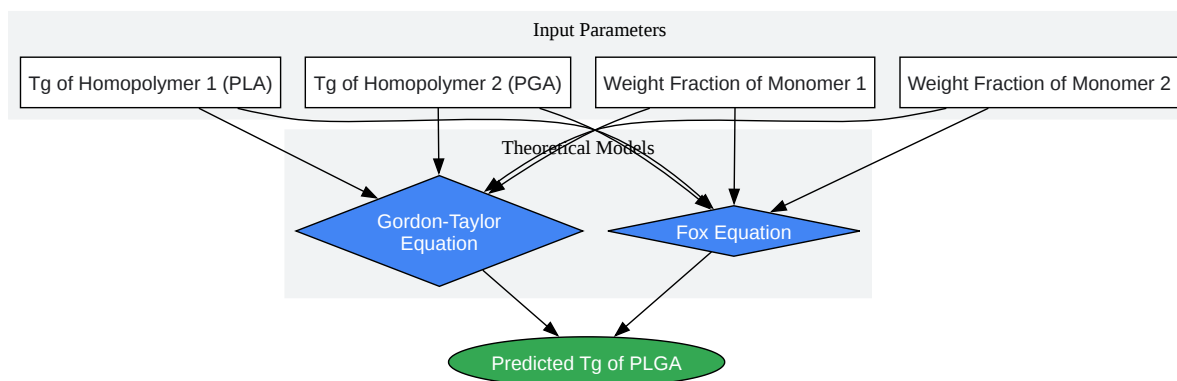 Input Parameters
Tg of Homopolymer 1 (PLA)
Tg of Homopolymer 2 (PGA)
Weight Fraction of Monomer 1
Weight Fraction of Monomer 2
Theoretical Models
Gordon-Taylor
Equation
Fox Equation
Predicted Tg of PLGA